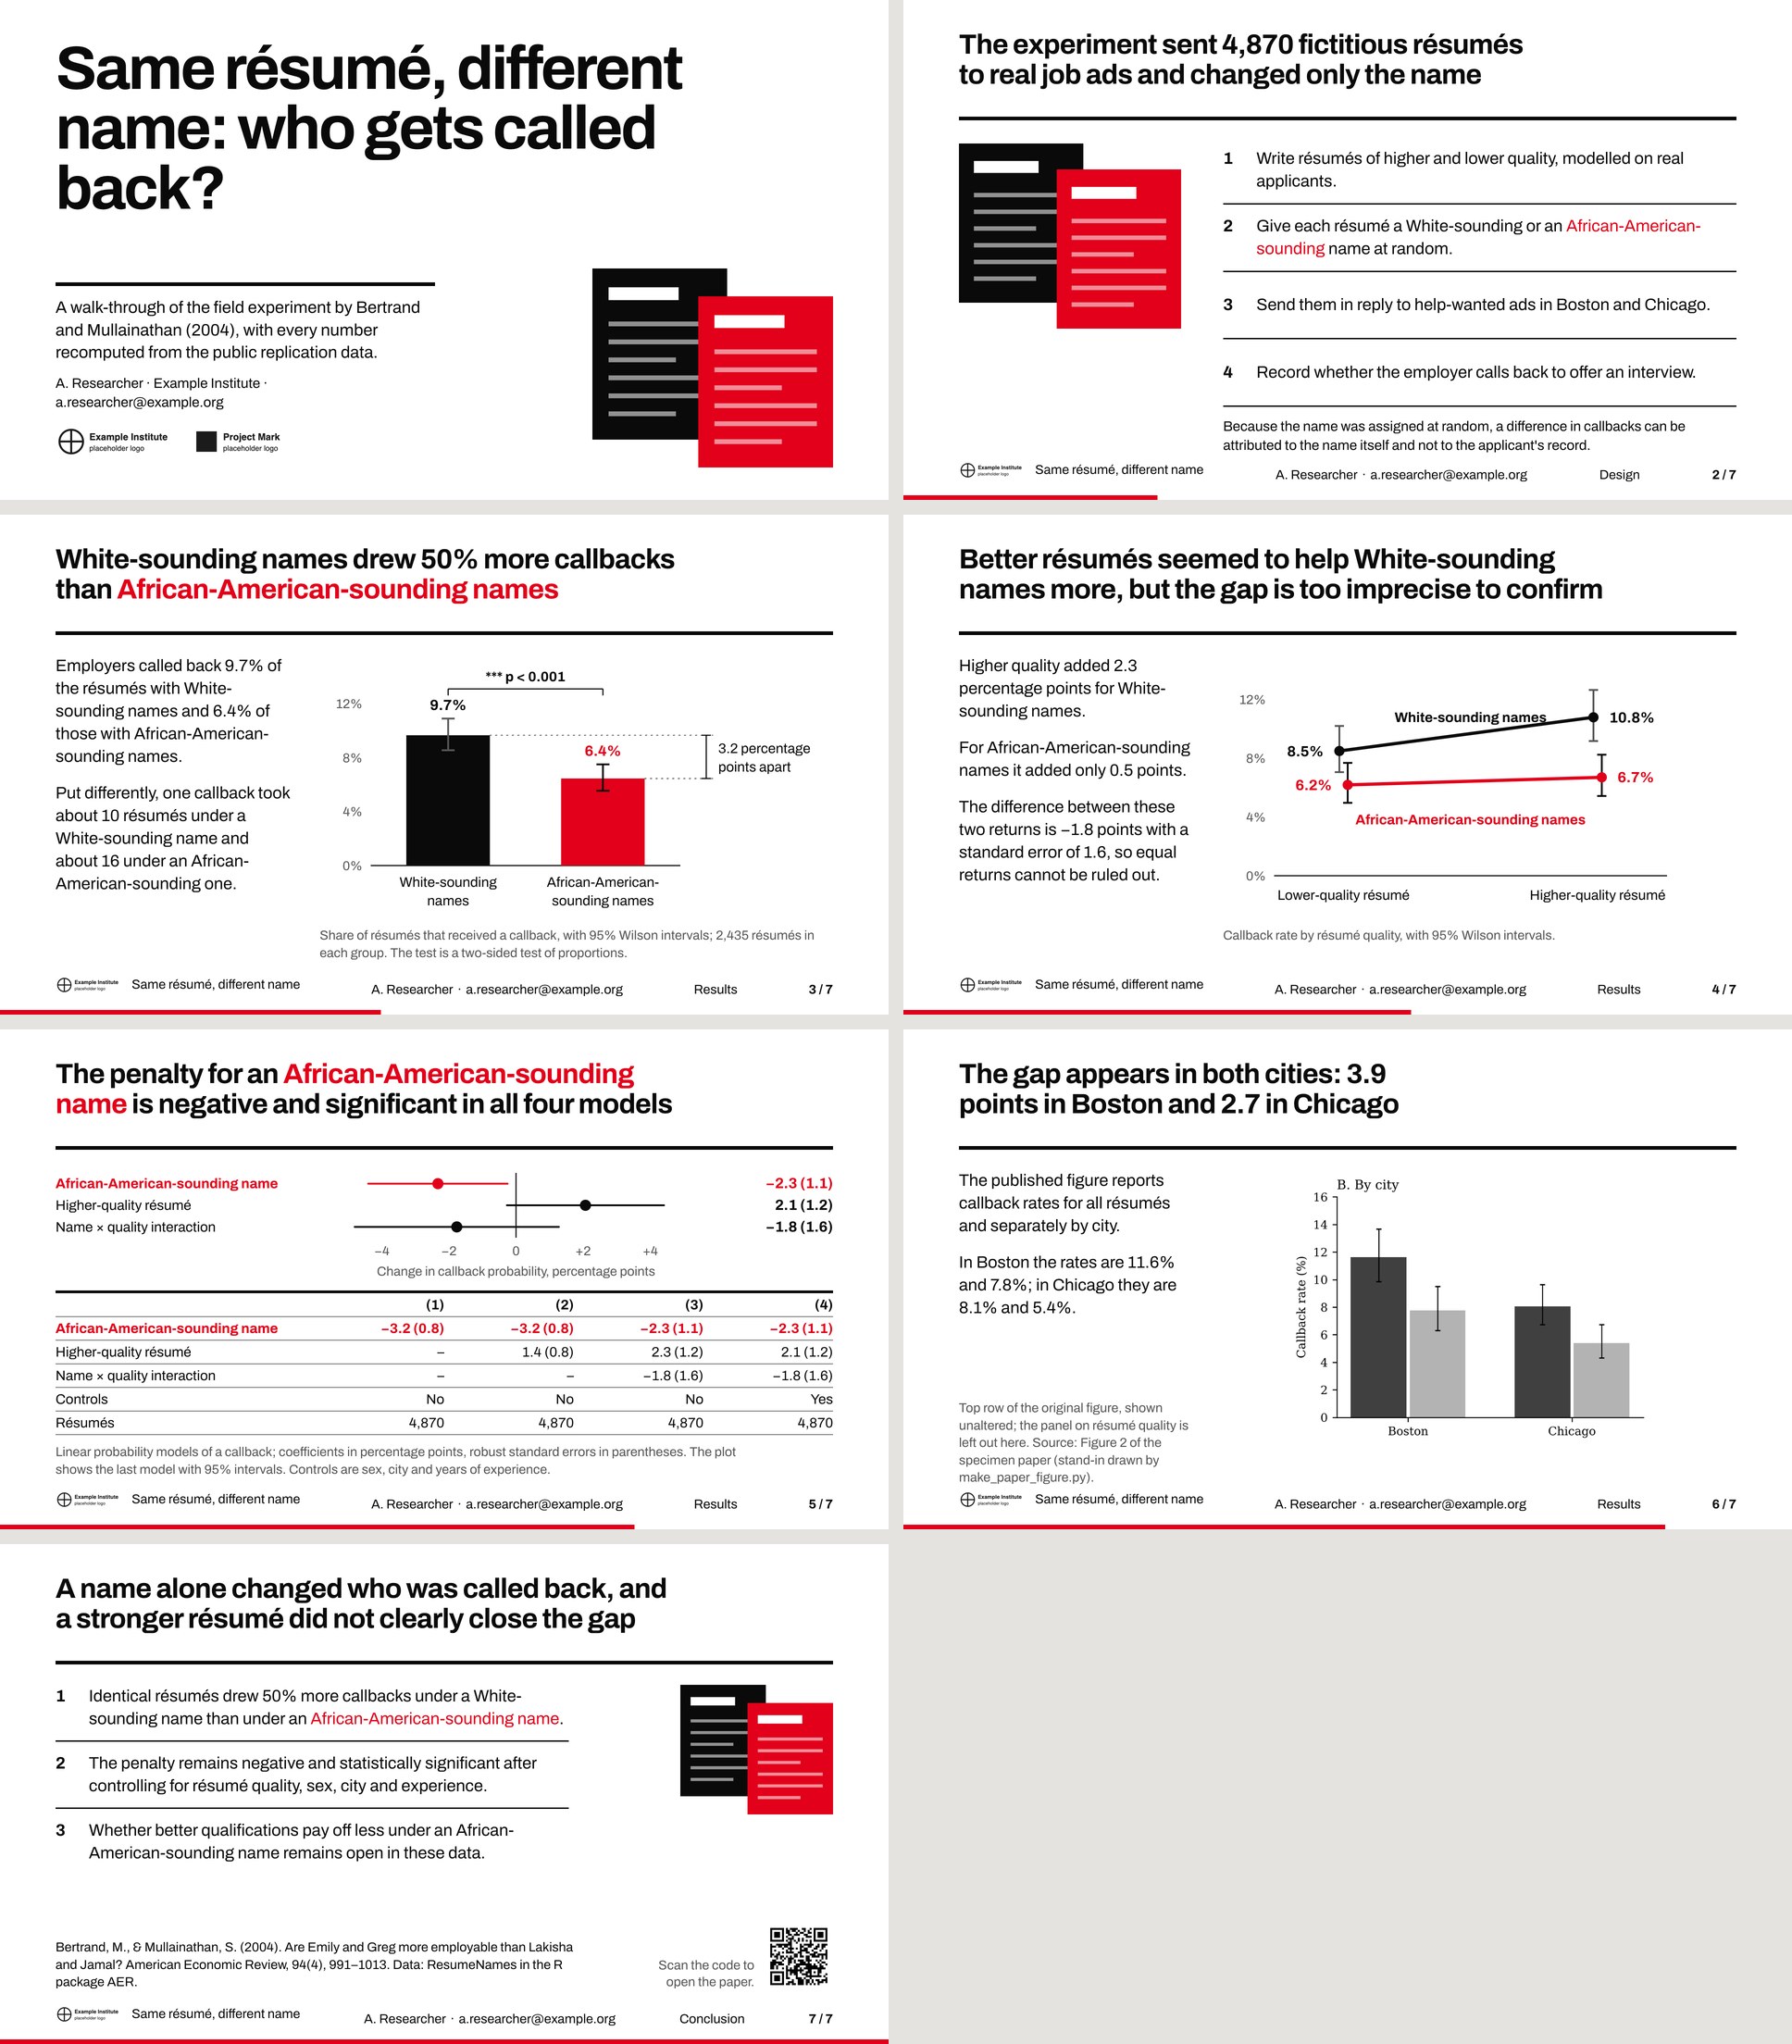 Same résumé, different
name: who gets called
back?
A walk-through of the field experiment by Bertrand
and Mullainathan (2004), with every number
recomputed from the public replication data.
A. Researcher · Example Institute ·
a.researcher@example.org
Example Institute
placeholder logo
Project Mark
placeholder logo
The experiment sent 4,870 fictitious résumés
to real job ads and changed only the name
1 Write résumés of higher and lower quality, modelled on real
applicants.
2 Give each résumé a White-sounding or an African-American-
sounding name at random.
3 Send them in reply to help-wanted ads in Boston and Chicago.
4 Record whether the employer calls back to offer an interview.
Because the name was assigned at random, a difference in callbacks can be
attributed to the name itself and not to the applicant's record.
Example Institute
placeholder logo
Same résumé, different name
A. Researcher · a.researcher@example.org
Design
2 / 7
White-sounding names drew 50% more callbacks
than African-American-sounding names
Employers called back 9.7% of
the résumés with White-
sounding names and 6.4% of
those with African-American-
sounding names.
Put differently, one callback took
about 10 résumés under a
White-sounding name and
about 16 under an African-
American-sounding one.
*** p < 0.001
12%
9.7%
8%
6.4%
3.2 percentage
points apart
4%
0%
White-sounding
names
African-American-
sounding names
Share of résumés that received a callback, with 95% Wilson intervals; 2,435 résumés in
each group. The test is a two-sided test of proportions.
Example Institute
placeholder logo
Same résumé, different name
A. Researcher · a.researcher@example.org
Results
3 / 7
Better résumés seemed to help White-sounding
names more, but the gap is too imprecise to confirm
Higher quality added 2.3
percentage points for White-
sounding names.
For African-American-sounding
names it added only 0.5 points.
The difference between these
two returns is −1.8 points with a
standard error of 1.6, so equal
returns cannot be ruled out.
12%
White-sounding names
10.8%
8.5%
8%
6.2%
6.7%
4%
African-American-sounding names
0%
Lower-quality résumé
Higher-quality résumé
Callback rate by résumé quality, with 95% Wilson intervals.
Example Institute
placeholder logo
Same résumé, different name
A. Researcher · a.researcher@example.org
Results
4 / 7
The penalty for an African-American-sounding
name is negative and significant in all four models
African-American-sounding name −2.3 (1.1)
Higher-quality résumé 2.1 (1.2)
Name × quality interaction −1.8 (1.6)
−4 −2 0 +2 +4
Change in callback probability, percentage points
(1) (2) (3) (4)
African-American-sounding name −3.2 (0.8) −3.2 (0.8) −2.3 (1.1) −2.3 (1.1)
Higher-quality résumé – 1.4 (0.8) 2.3 (1.2) 2.1 (1.2)
Name × quality interaction – – −1.8 (1.6) −1.8 (1.6)
Controls No No No Yes
Résumés 4,870 4,870 4,870 4,870
Linear probability models of a callback; coefficients in percentage points, robust standard errors in parentheses. The plot
shows the last model with 95% intervals. Controls are sex, city and years of experience.
Example Institute
placeholder logo
Same résumé, different name
A. Researcher · a.researcher@example.org
Results
5 / 7
The gap appears in both cities: 3.9
points in Boston and 2.7 in Chicago
The published figure reports
callback rates for all résumés
and separately by city.
In Boston the rates are 11.6%
and 7.8%; in Chicago they are
8.1% and 5.4%.
Top row of the original figure, shown
unaltered; the panel on résumé quality is
left out here. Source: Figure 2 of the
specimen paper (stand-in drawn by
make_paper_figure.py).
B. By city
Callback rate (%)
16
14
12
10
8
6
4
2
0
Boston
Chicago
Example Institute
placeholder logo
Same résumé, different name
A. Researcher · a.researcher@example.org
Results
6 / 7
A name alone changed who was called back, and
a stronger résumé did not clearly close the gap
1 Identical résumés drew 50% more callbacks under a White-
sounding name than under an African-American-sounding name.
2 The penalty remains negative and statistically significant after
controlling for résumé quality, sex, city and experience.
3 Whether better qualifications pay off less under an African-
American-sounding name remains open in these data.
Bertrand, M., & Mullainathan, S. (2004). Are Emily and Greg more employable than Lakisha
and Jamal? American Economic Review, 94(4), 991–1013. Data: ResumeNames in the R
package AER.
Scan the code to
open the paper.
Example Institute
placeholder logo
Same résumé, different name
A. Researcher · a.researcher@example.org
Conclusion
7 / 7